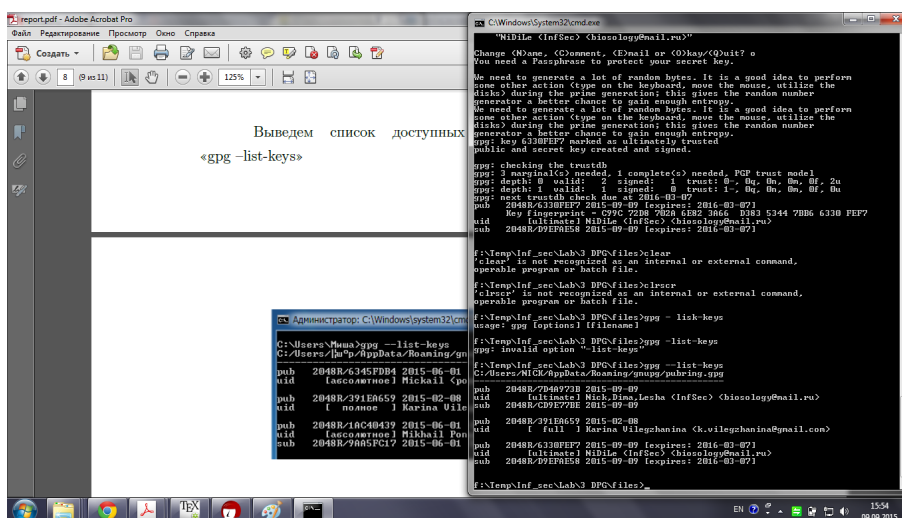 report.pdf - Adobe Acrobat Pro
Файл Редактирование Просмотр Окно Справка
Создать
8 (9 из 11) 125%
Выведем список доступных
«gpg –list-keys»
Администратор: C:\Windows\system32\cm
C:\Users\Миша>gpg --list-keys
pub 2048R/6345FDB4 2015-06-01
uid [абсолютное] Mickail
pub 2048R/391EA659 2015-02-08
uid [ полное ] Karina Vile
pub 2048R/1AC40439 2015-06-01
uid [абсолютное] Mikhail Pon
sub 2048R/9AA5FC17 2015-06-01
C:\Windows\System32\cmd.exe
"NiDiLe (InfSec) <biosology@mail.ru>"
Change (N)ame, (C)omment, (E)mail or (O)kay/(Q)uit? o
You need a Passphrase to protect your secret key.
We need to generate a lot of random bytes. It is a good idea to perform
some other action (type on the keyboard, move the mouse, utilize the
disks) during the prime generation; this gives the random number
generator a better chance to gain enough entropy.
We need to generate a lot of random bytes. It is a good idea to perform
some other action (type on the keyboard, move the mouse, utilize the
disks) during the prime generation; this gives the random number
generator a better chance to gain enough entropy.
gpg: key 6330FEF7 marked as ultimately trusted
public and secret key created and signed.
gpg: checking the trustdb
gpg: 3 marginal(s) needed, 1 complete(s) needed, PGP trust model
gpg: depth: 0 valid: 2 signed: 1 trust: 0-, 0q, 0n, 0m, 0f, 2u
gpg: depth: 1 valid: 1 signed: 0 trust: 1-, 0q, 0n, 0m, 0f, 0u
gpg: next trustdb check due at 2016-03-07
pub 2048R/6330FEF7 2015-09-09 [expires: 2016-03-07]
Key fingerprint = C99C 72D8 702A 6E82 3A66 D383 5344 7BB6 6330 FEF7
uid [ultimate] NiDiLe (InfSec) <biosology@mail.ru>
sub 2048R/D9EFAE58 2015-09-09 [expires: 2016-03-07]
f:\Temp\Inf_sec\Lab\3 DPG\files>clear
'clear' is not recognized as an internal or external command,
operable program or batch file.
f:\Temp\Inf_sec\Lab\3 DPG\files>clrscr
'clrscr' is not recognized as an internal or external command,
operable program or batch file.
f:\Temp\Inf_sec\Lab\3 DPG\files>gpg - lisk-keys
usage: gpg [options] [filename]
f:\Temp\Inf_sec\Lab\3 DPG\files>gpg -list-keys
gpg: invalid option "-list-keys"
f:\Temp\Inf_sec\Lab\3 DPG\files>gpg --list-keys
C:/Users/NICK/AppData/Roaming/gnupg/pubring.gpg
pub 2048R/7D4A973B 2015-09-09
uid [ultimate] Nick,Dima,Lesha (InfSec) <biosology@mail.ru>
sub 2048R/CD9E77BE 2015-09-09
pub 2048R/391EA659 2015-02-08
uid [ full ] Karina Vilegzhanina <k.vilegzhanina@gmail.com>
pub 2048R/6330FEF7 2015-09-09 [expires: 2016-03-07]
uid [ultimate] NiDiLe (InfSec) <biosology@mail.ru>
sub 2048R/D9EFAE58 2015-09-09 [expires: 2016-03-07]
f:\Temp\Inf_sec\Lab\3 DPG\files>_
TEX
EN 15:54
09.09.2015